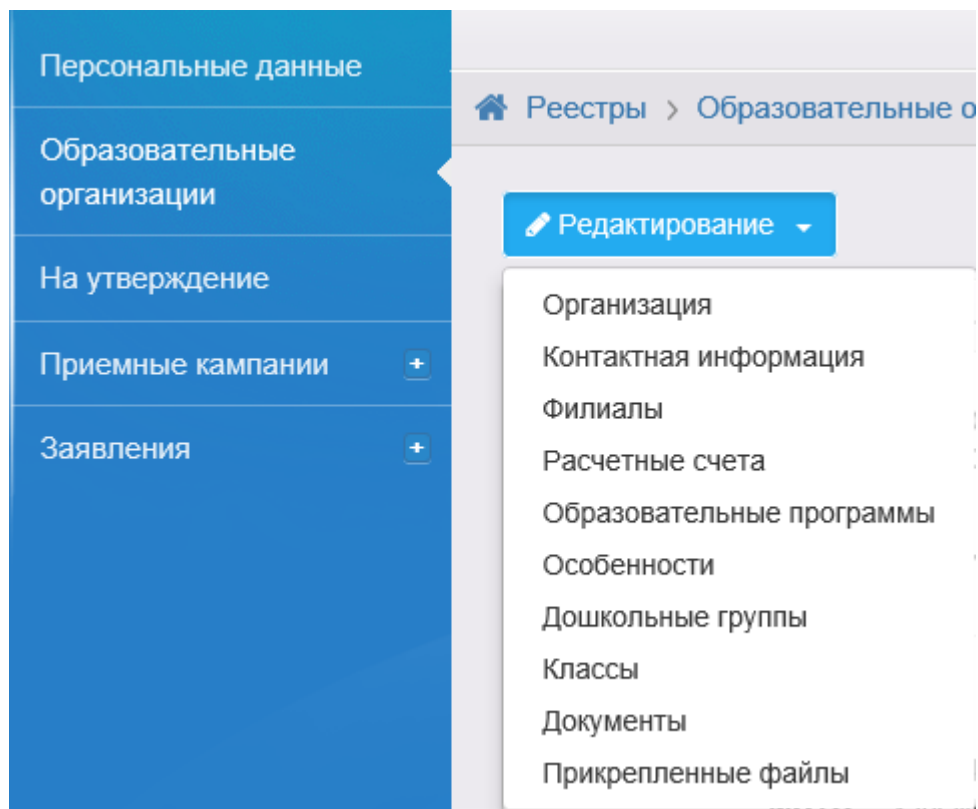 Персональные данные
Образовательные
организации
На утверждение
Приемные кампании
Заявления
Реестры > Образовательные о
Редактирование
Организация
Контактная информация
Филиалы
Расчетные счета
Образовательные программы
Особенности
Дошкольные группы
Классы
Документы
Прикрепленные файлы